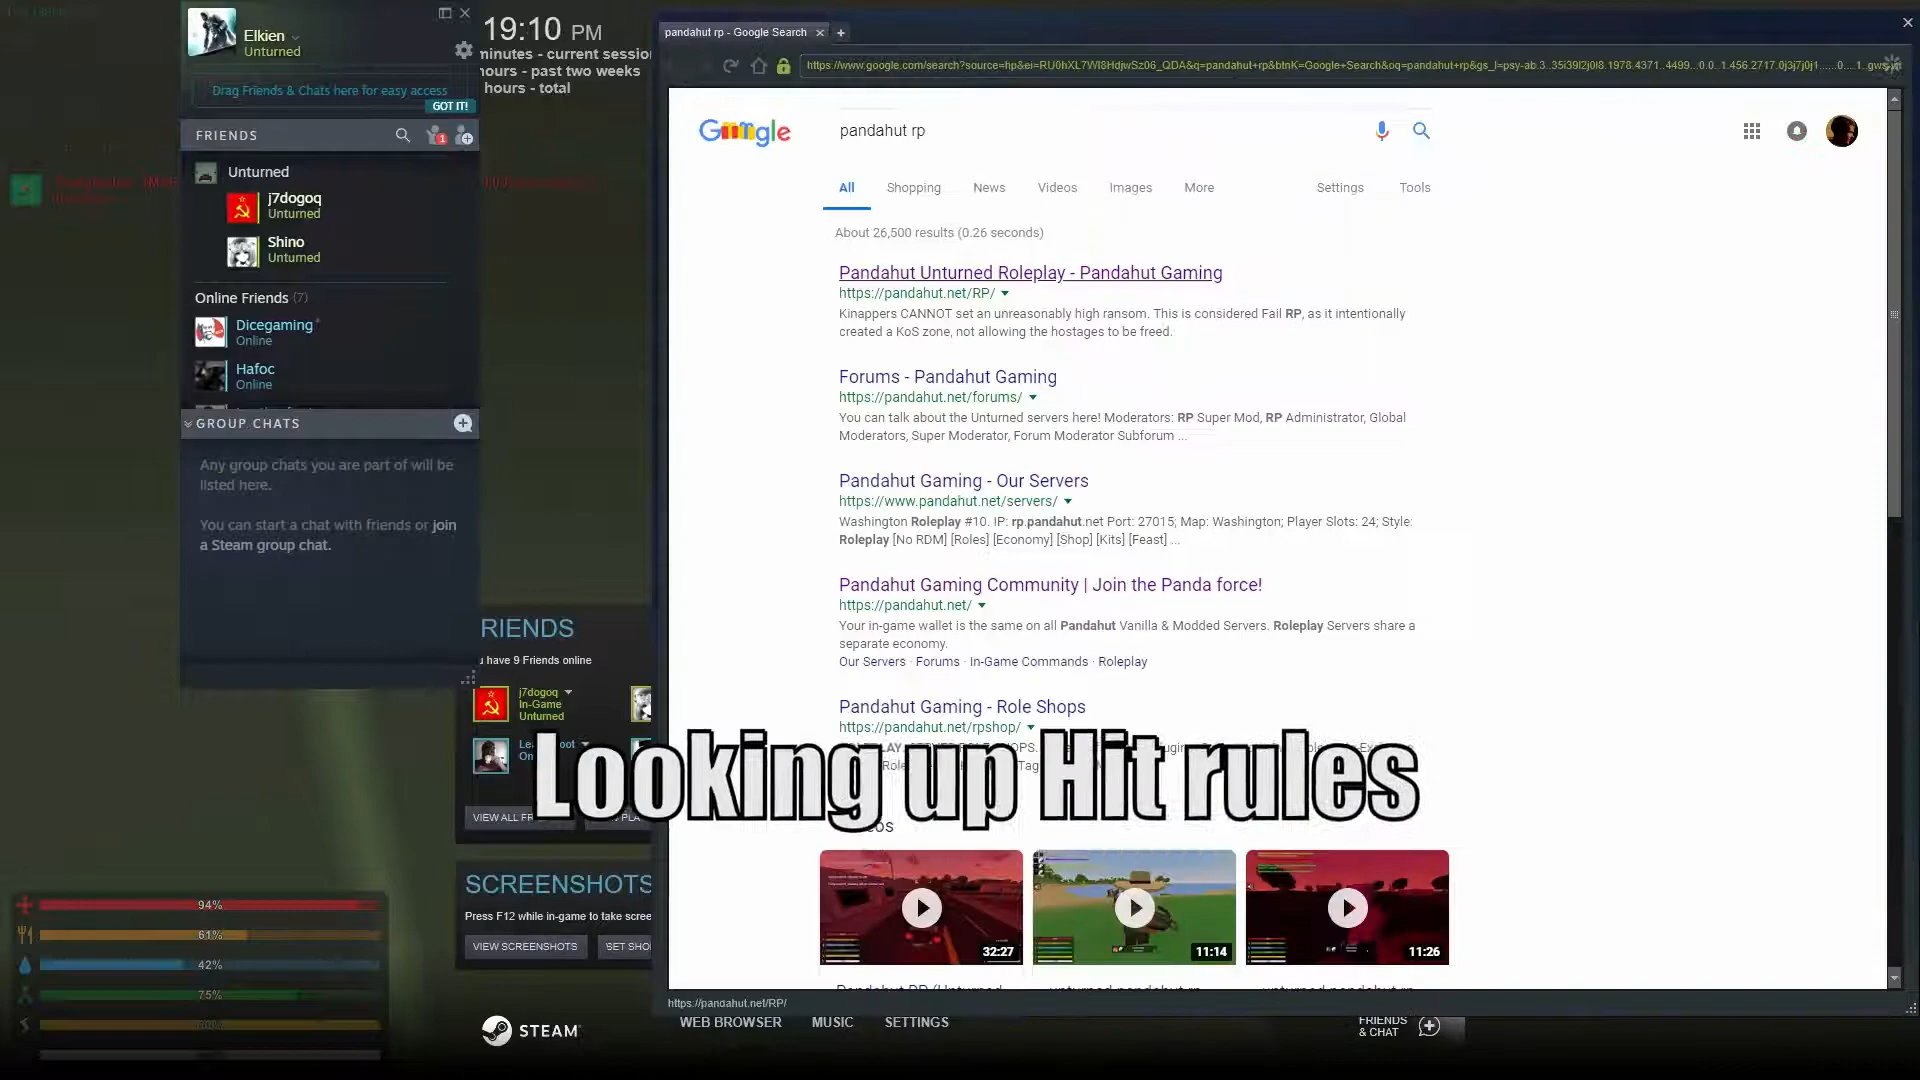 Elkien
Unturned
Drag Friends & Chats here for easy access
GOT IT!
FRIENDS
1
Unturned
j7dogoq
Unturned
Shino
Unturned
Online Friends (7)
Dicegaming *
Online
Hafoc
Online
GROUP CHATS
Any group chats you are part of will be
listed here.
You can start a chat with friends or join
a Steam group chat.
19:10 PM
minutes - current sessio
hours - past two weeks
hours - total
RIENDS
u have 9 Friends online
j7dogoq
In-Game
Unturned
VIEW ALL FR
SCREENSHOTS
Press F12 while in-game to take scree
VIEW SCREENSHOTS
94%
61%
42%
75%
STEAM
pandahut rp - Google Search
Google
pandahut rp
All
Shopping
News
Videos
Images
More
Settings
Tools
About 26,500 results (0.26 seconds)
Pandahut Unturned Roleplay - Pandahut Gaming
https://pandahut.net/RP/
Kinappers CANNOT set an unreasonably high ransom. This is considered Fail RP, as it intentionally
created a KoS zone, not allowing the hostages to be freed.
Forums - Pandahut Gaming
https://pandahut.net/forums/
You can talk about the Unturned servers here! Moderators: RP Super Mod, RP Administrator, Global
Moderators, Super Moderator, Forum Moderator Subforum ...
Pandahut Gaming - Our Servers
https://www.pandahut.net/servers/
Washington Roleplay #10. IP: rp.pandahut.net Port: 27015; Map: Washington; Player Slots: 24; Style:
Roleplay [No RDM] [Roles] [Economy] [Shop] [Kits] [Feast] ...
Pandahut Gaming Community | Join the Panda force!
https://pandahut.net/
Your in-game wallet is the same on all Pandahut Vanilla & Modded Servers. Roleplay Servers share a
separate economy.
Our Servers · Forums · In-Game Commands · Roleplay
Pandahut Gaming - Role Shops
https://pandahut.net/rpshop/
Looking up Hit rules
32:27
11:14
11:26
https://pandahut.net/RP/
WEB BROWSER
MUSIC
SETTINGS
FRIENDS
& CHAT